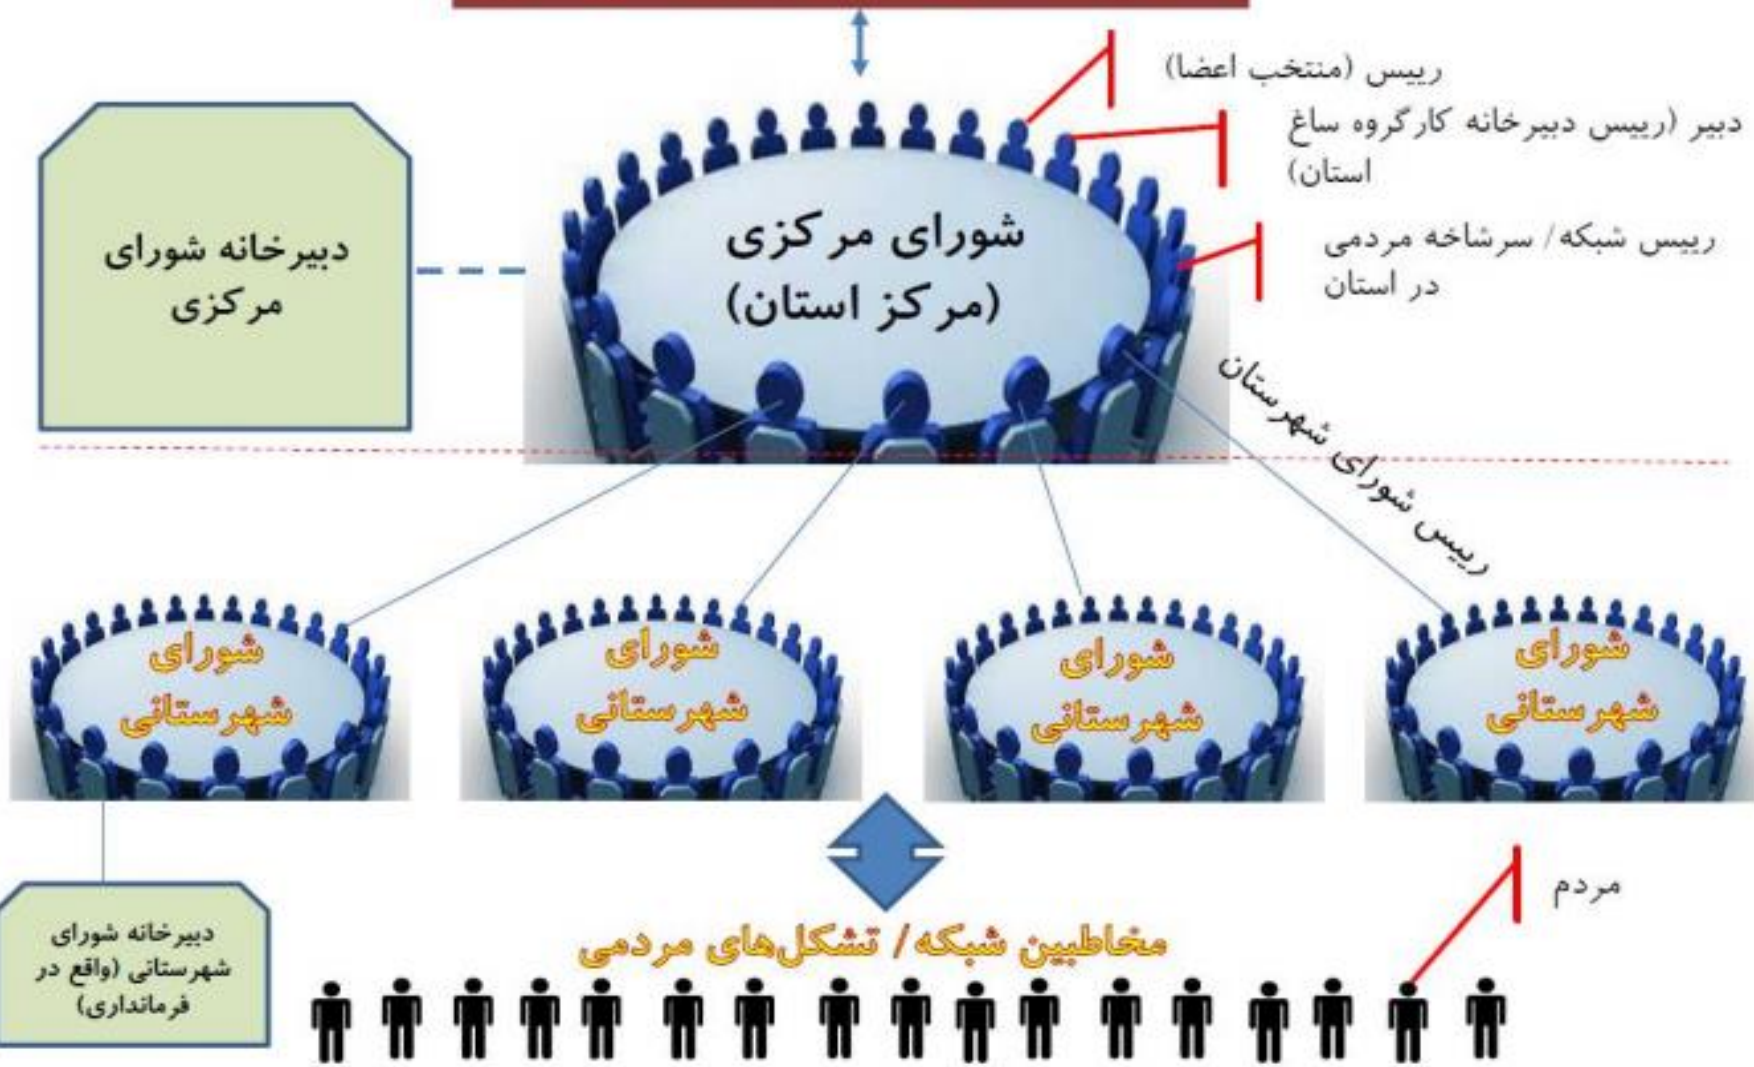 رییس (منتخب اعضا)
دبیر (رییس دبیرخانه کارگروه ساغ
استان)
رییس شبکه/ سرشاخه مردمی
در استان
شورای مرکزی
(مرکز استان)
دبیرخانه شورای
مرکزی
رییس شورای شهرستان
شورای
شهرستانی
شورای
شهرستانی
شورای
شهرستانی
شورای
شهرستانی
مردم
مخاطبین شبکه/ تشکل‌های مردمی
دبیرخانه شورای
شهرستانی (واقع در
فرمانداری)